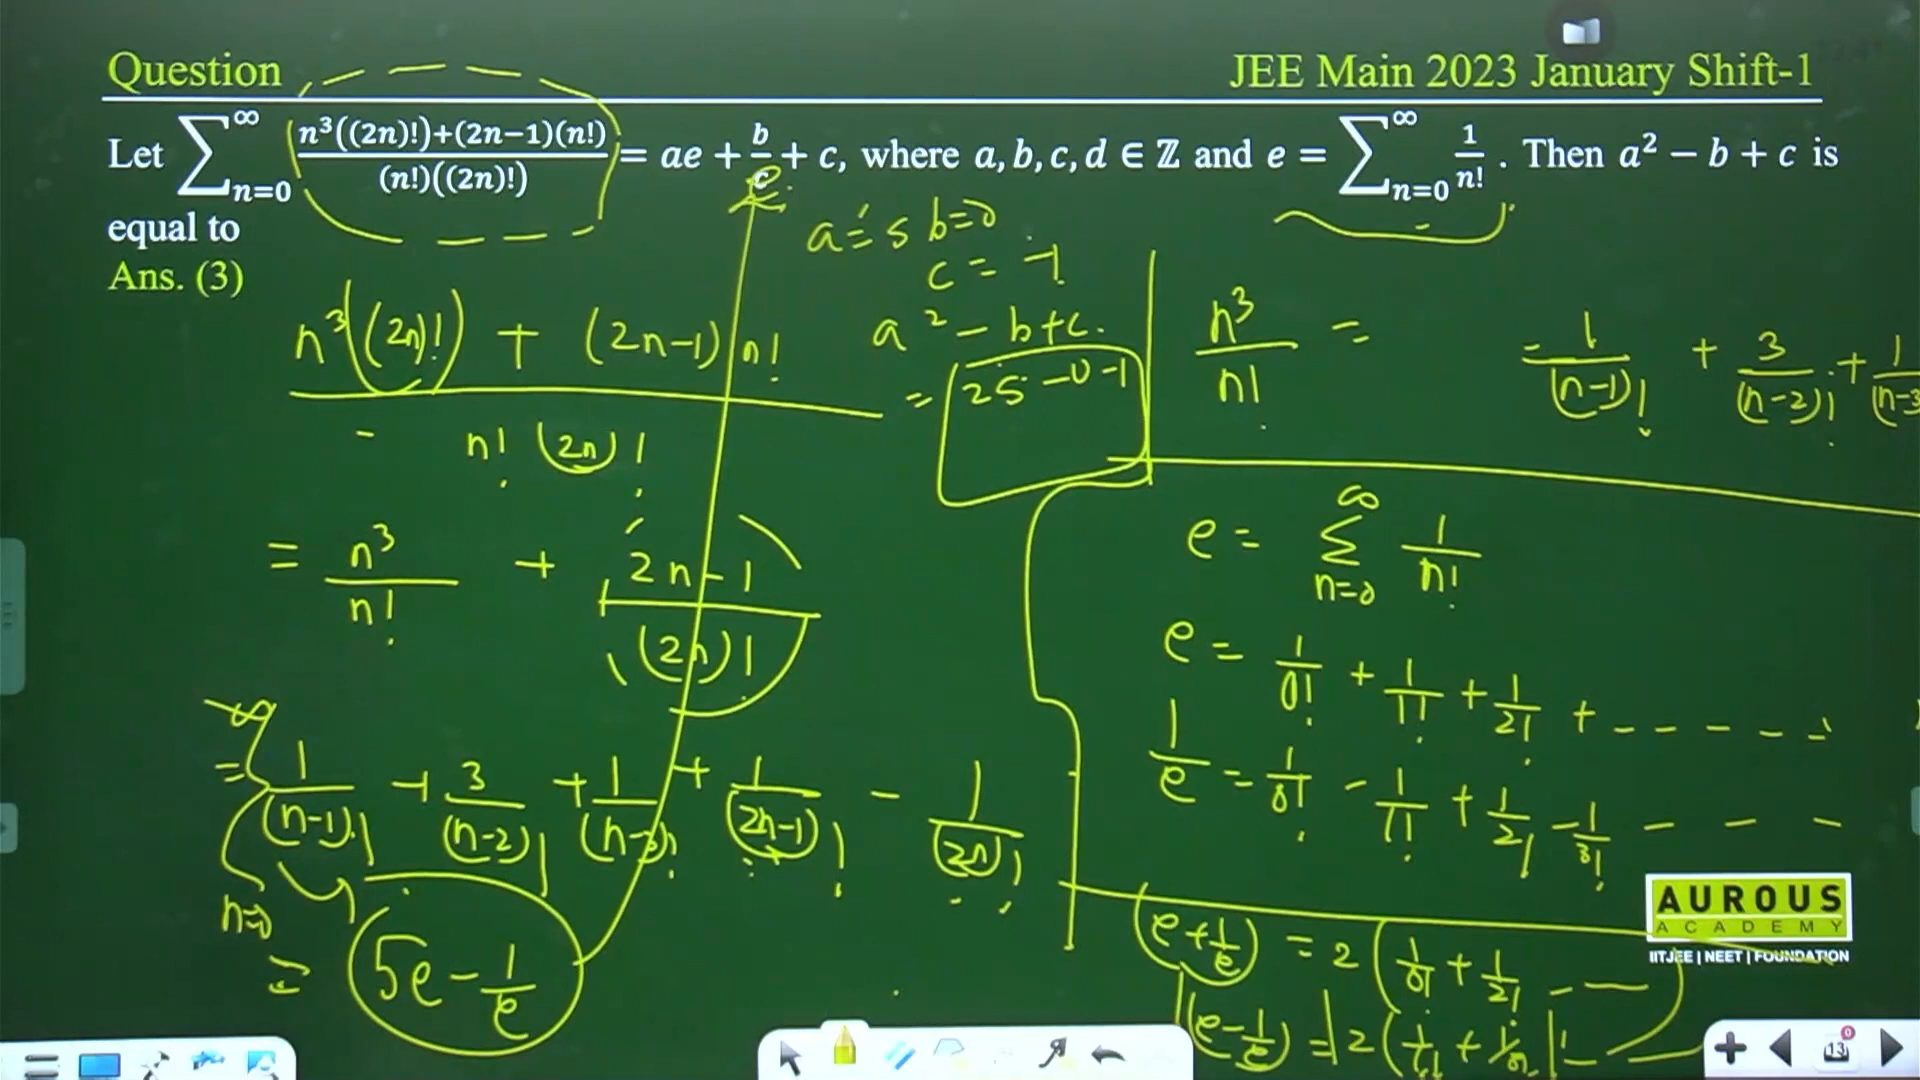 Question
JEE Main 2023 January Shift-1
Let ∑_{n=0}^{∞} (n³((2n)!)+(2n−1)(n!))/((n!)((2n)!)) = ae + b/e + c, where a, b, c, d ∈ ℤ and e = ∑_{n=0}^{∞} 1/n! . Then a² − b + c is
equal to
Ans. (3)
a = 5 b=0
c = -1
n³(2n)! + (2n-1) n!
n! (2n)!
a² - b+c.
= 25 -0 -1
n³/n! = 1/(n-1)! + 3/(n-2)! + 1/(n-3
= n³/n! + 2n-1/(2n)!
e = ∞ Σ n=0 1/n!
e = 1/0! + 1/1! + 1/2! + - - - - -
1/e = 1/0! - 1/1! + 1/2! - 1/3! - - -
∞
= 1/(n-1)! + 3/(n-2)! + 1/(n-3)! + 1/(2n-1)! - 1/(2n)!
n=0
= 5e - 1/e
(e + 1/e) = 2 (1/0! + 1/2! - - -
(e - 1/e) = 2 (1/1! +
AUROUS
ACADEMY
IITJEE | NEET | FOUNDATION
13